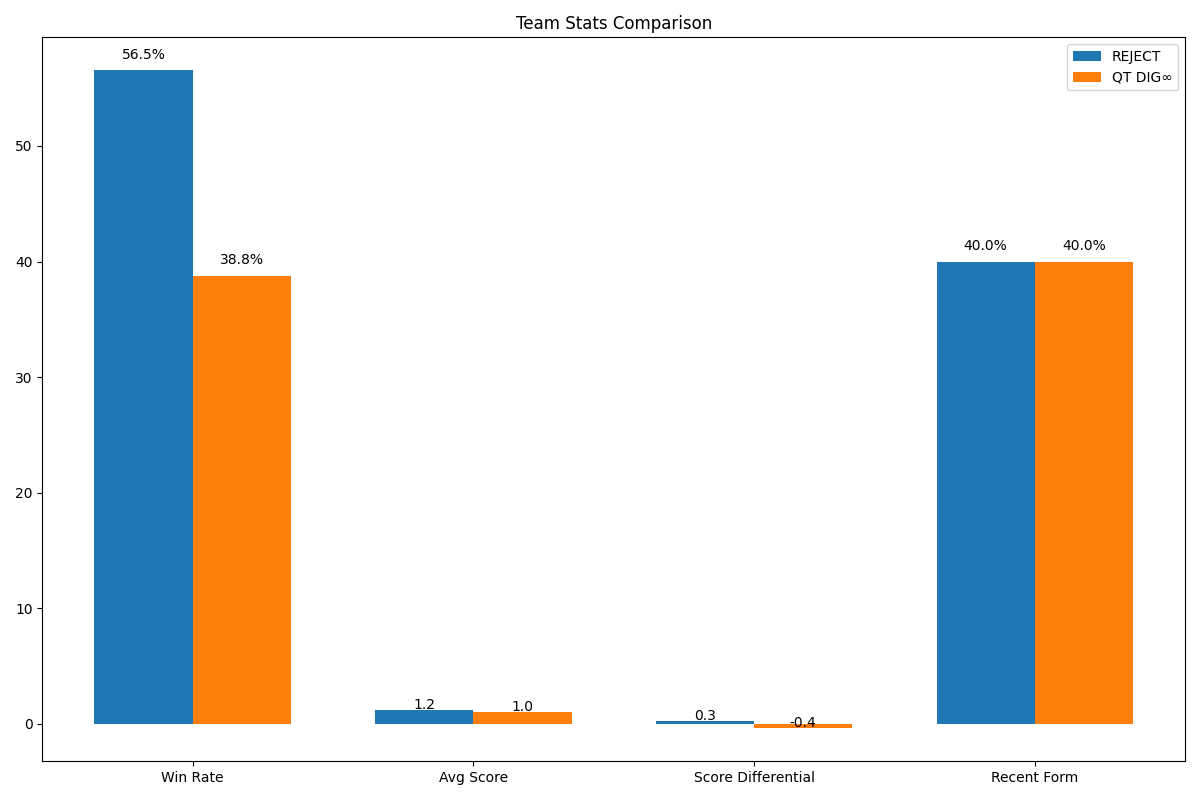 Team Stats Comparison
REJECT
QT DIG∞
56.5%
38.8%
1.2
1.0
0.3
-0.4
40.0%
40.0%
50
40
30
20
10
0
Win Rate
Avg Score
Score Differential
Recent Form